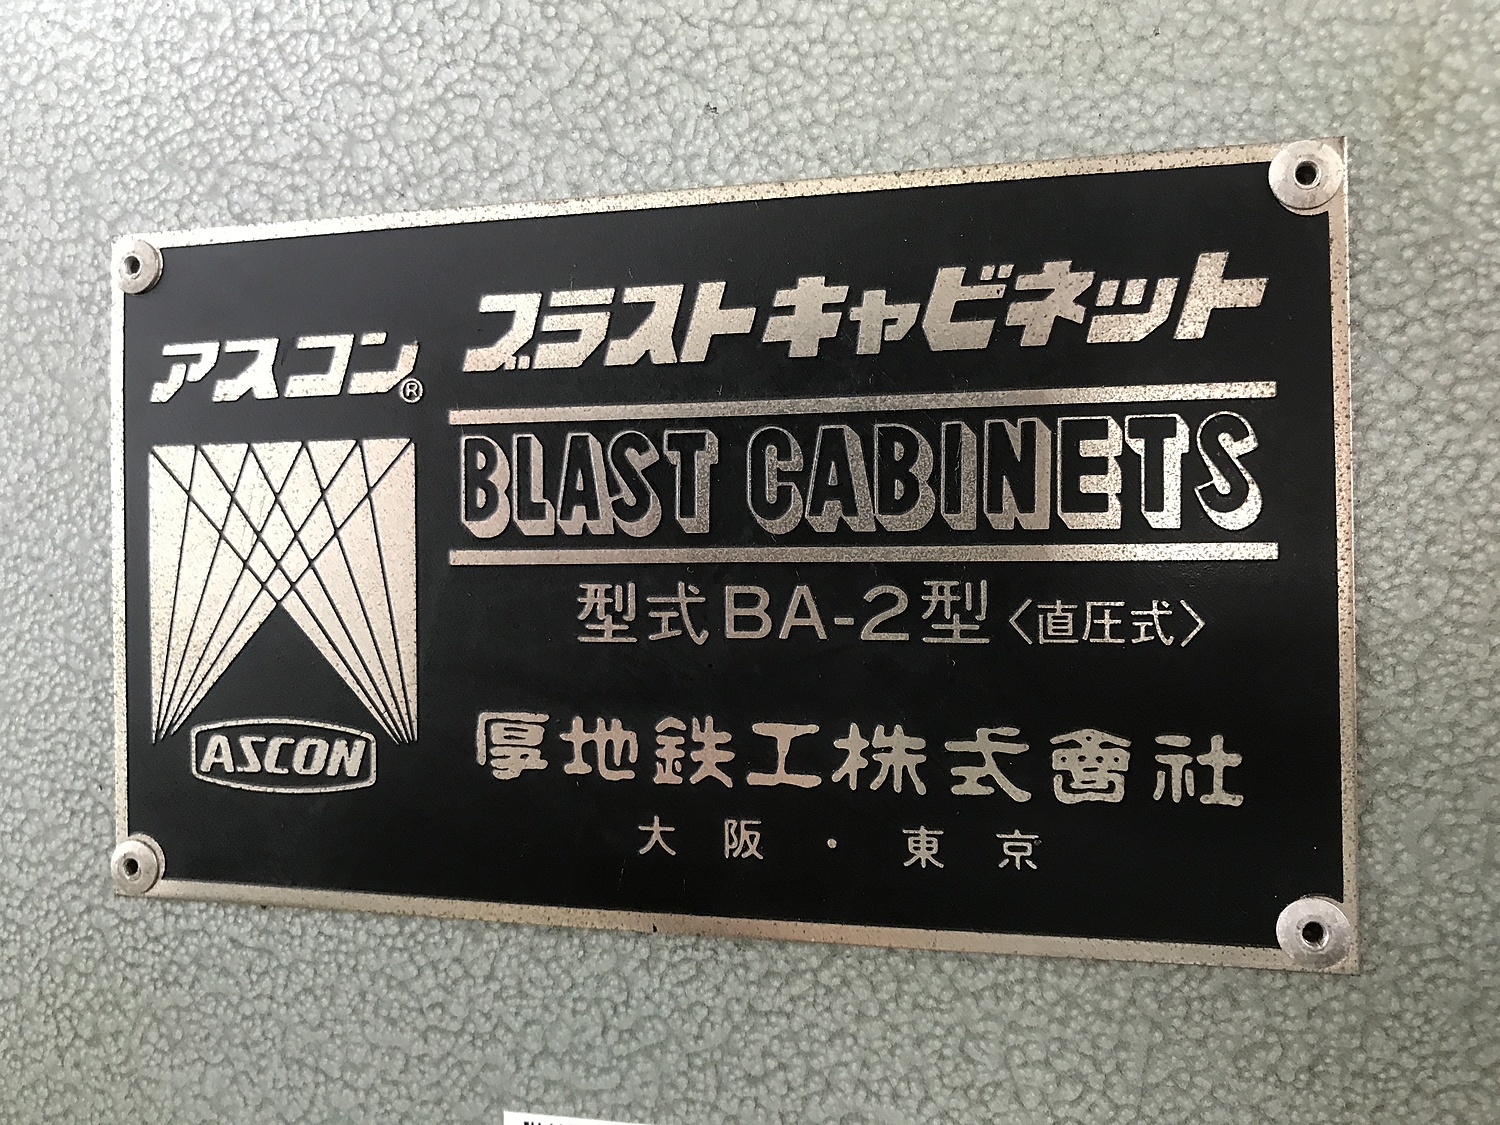 アスコン®
ASCON
ブラストキャビネット
BLAST CABINETS
型式BA-2型〈直圧式〉
厚地鉄工株式會社
大阪・東京